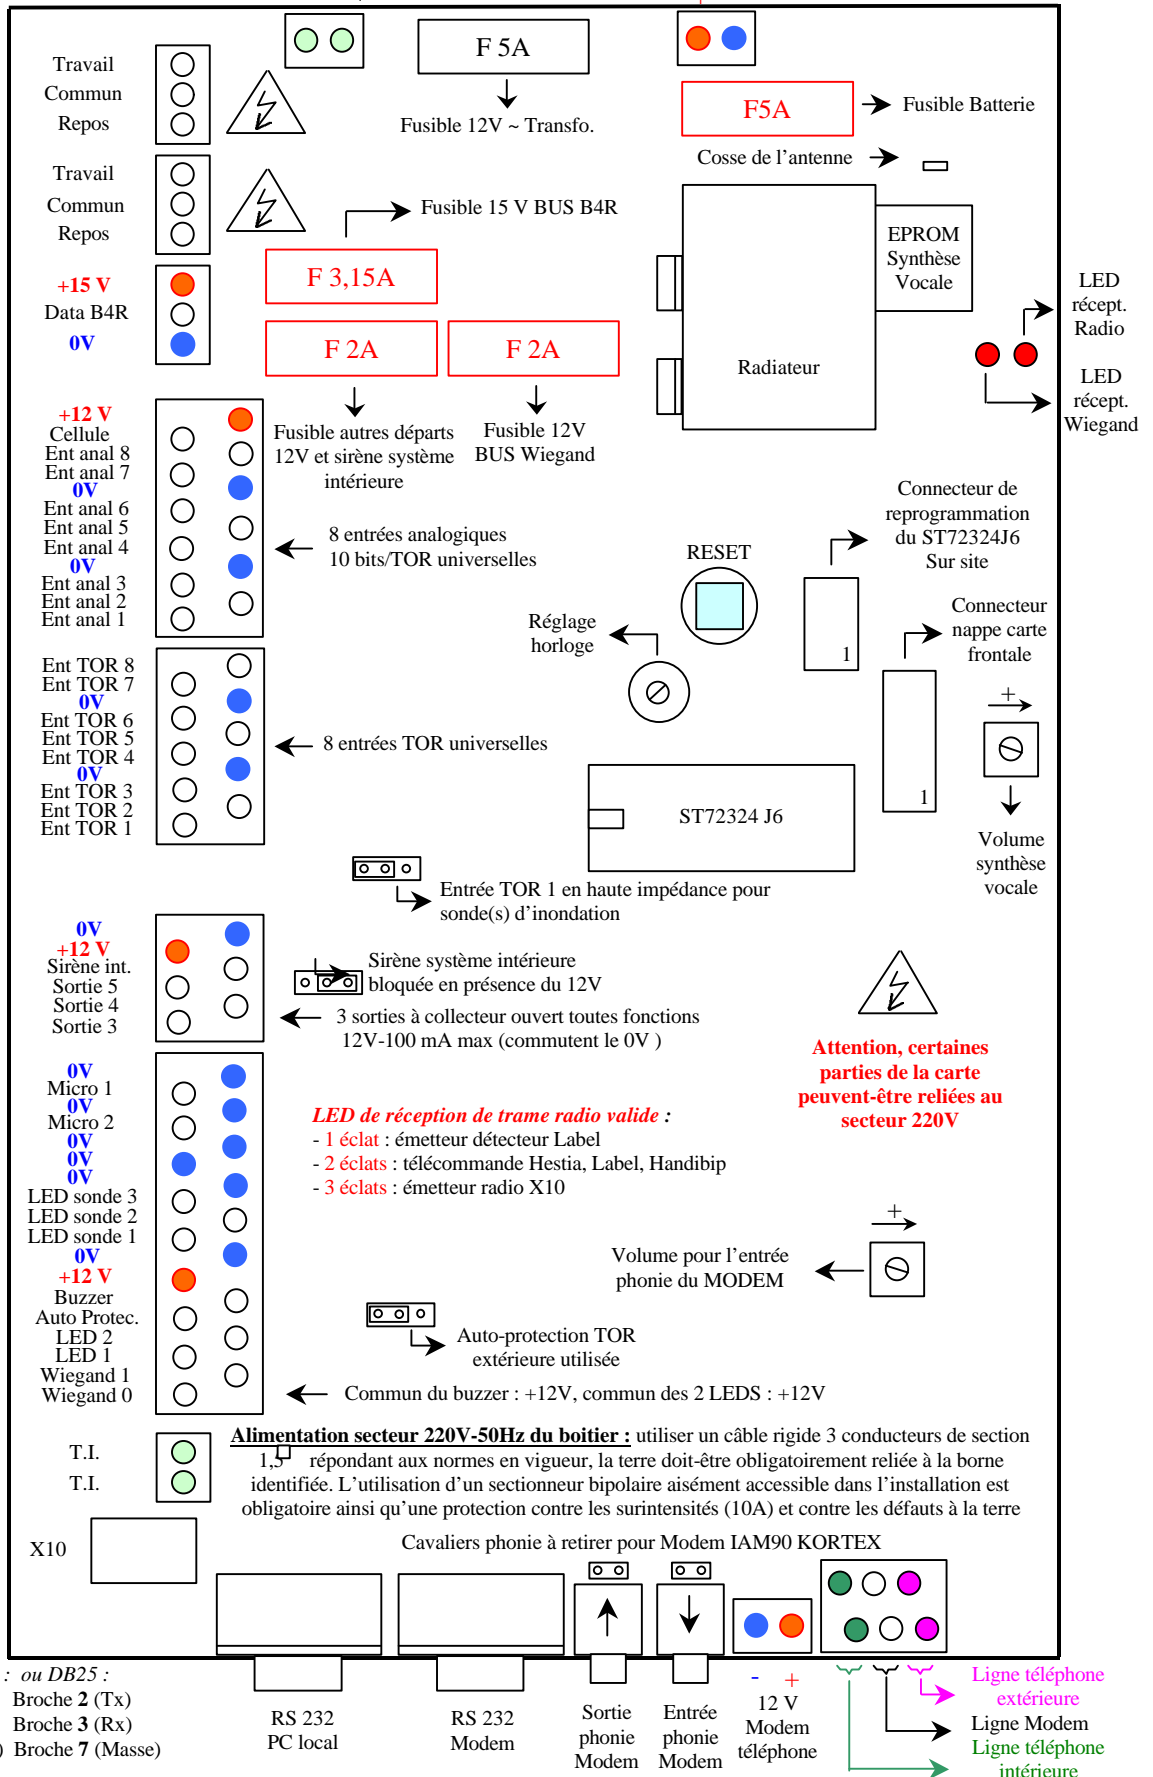 F 5A
Travail
Commun
Repos
F5A
Fusible Batterie
Fusible 12V ~ Transfo.
Cosse de l'antenne
Travail
Commun
Repos
Fusible 15 V BUS B4R
EPROM
Synthèse
Vocale
F 3,15A
+15 V
Data B4R
0V
LED
récept.
Radio
F 2A
F 2A
Radiateur
LED
récept.
Wiegand
Fusible autres départs
12V et sirène système
intérieure
Fusible 12V
BUS Wiegand
+12 V
Cellule
Ent anal 8
Ent anal 7
0V
Ent anal 6
Ent anal 5
Ent anal 4
0V
Ent anal 3
Ent anal 2
Ent anal 1
8 entrées analogiques
10 bits/TOR universelles
Connecteur de
reprogrammation
du ST72324J6
Sur site
RESET
Connecteur
nappe carte
frontale
Réglage
horloge
1
Ent TOR 8
Ent TOR 7
0V
Ent TOR 6
Ent TOR 5
Ent TOR 4
0V
Ent TOR 3
Ent TOR 2
Ent TOR 1
8 entrées TOR universelles
+
1
ST72324 J6
Volume
synthèse
vocale
Entrée TOR 1 en haute impédance pour
sonde(s) d'inondation
0V
+12 V
Sirène int.
Sortie 5
Sortie 4
Sortie 3
Sirène système intérieure
bloquée en présence du 12V
3 sorties à collecteur ouvert toutes fonctions
12V-100 mA max (commutent le 0V )
Attention, certaines
parties de la carte
peuvent-être reliées au
secteur 220V
0V
Micro 1
0V
Micro 2
0V
0V
0V
LED sonde 3
LED sonde 2
LED sonde 1
0V
+12 V
Buzzer
Auto Protec.
LED 2
LED 1
Wiegand 1
Wiegand 0
LED de réception de trame radio valide :
- 1 éclat : émetteur détecteur Label
- 2 éclats : télécommande Hestia, Label, Handibip
- 3 éclats : émetteur radio X10
+
Volume pour l'entrée
phonie du MODEM
Auto-protection TOR
extérieure utilisée
Commun du buzzer : +12V, commun des 2 LEDS : +12V
T.I.
T.I.
Alimentation secteur 220V-50Hz du boitier : utiliser un câble rigide 3 conducteurs de section
1,5 répondant aux normes en vigueur, la terre doit-être obligatoirement reliée à la borne
identifiée. L'utilisation d'un sectionneur bipolaire aisément accessible dans l'installation est
obligatoire ainsi qu'une protection contre les surintensités (10A) et contre les défauts à la terre
X10
Cavaliers phonie à retirer pour Modem IAM90 KORTEX
: ou DB25 :
Broche 2 (Tx)
Broche 3 (Rx)
) Broche 7 (Masse)
RS 232
PC local
RS 232
Modem
Sortie
phonie
Modem
Entrée
phonie
Modem
- +
12 V
Modem
téléphone
Ligne téléphone
extérieure
Ligne Modem
Ligne téléphone
intérieure